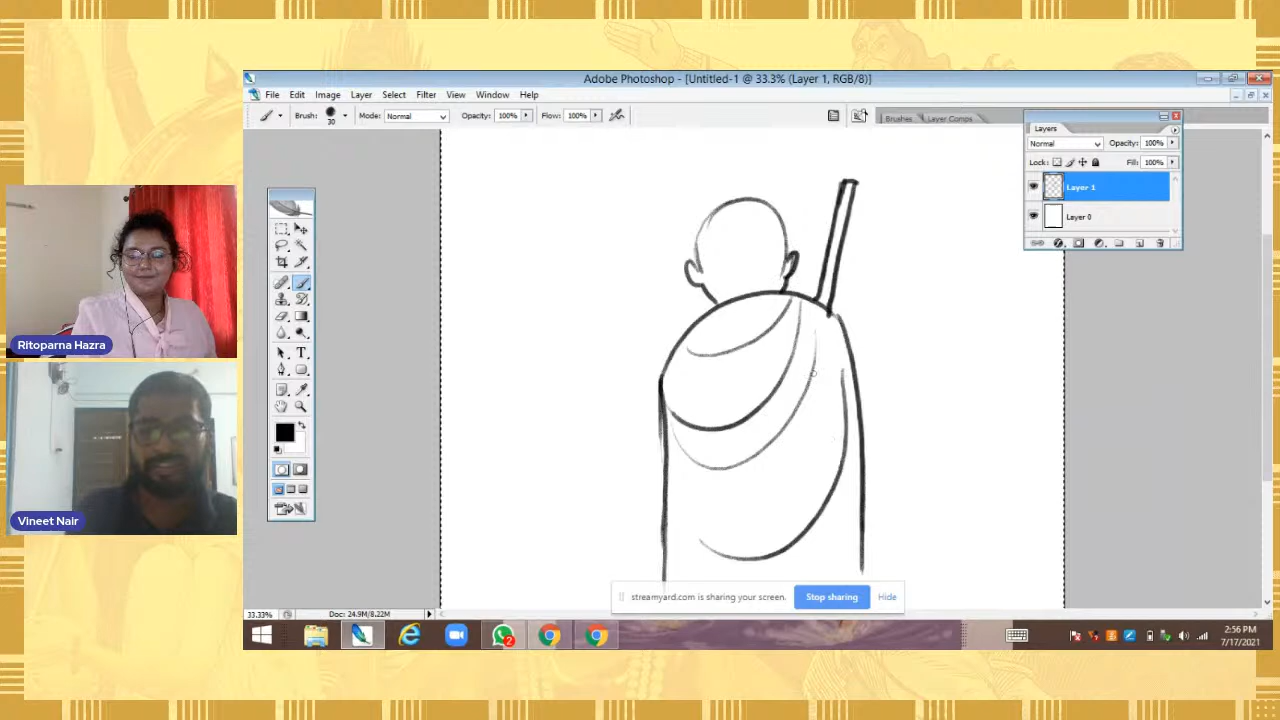 Adobe Photoshop - [Untitled-1 @ 33.3% (Layer 1, RGB/8)]
File Edit Image Layer Select Filter View Window Help
Brush: 30 Mode: Normal Opacity: 100% Flow: 100% Brushes Layer Comps
Layers
Normal Opacity: 100%
Lock: Fill: 100%
Layer 1
Layer 0
Ritoparna Hazra
Vineet Nair
streamyard.com is sharing your screen. Stop sharing Hide
33.33% Doc: 24.9M/8.22M
2
2:56 PM
7/17/2021